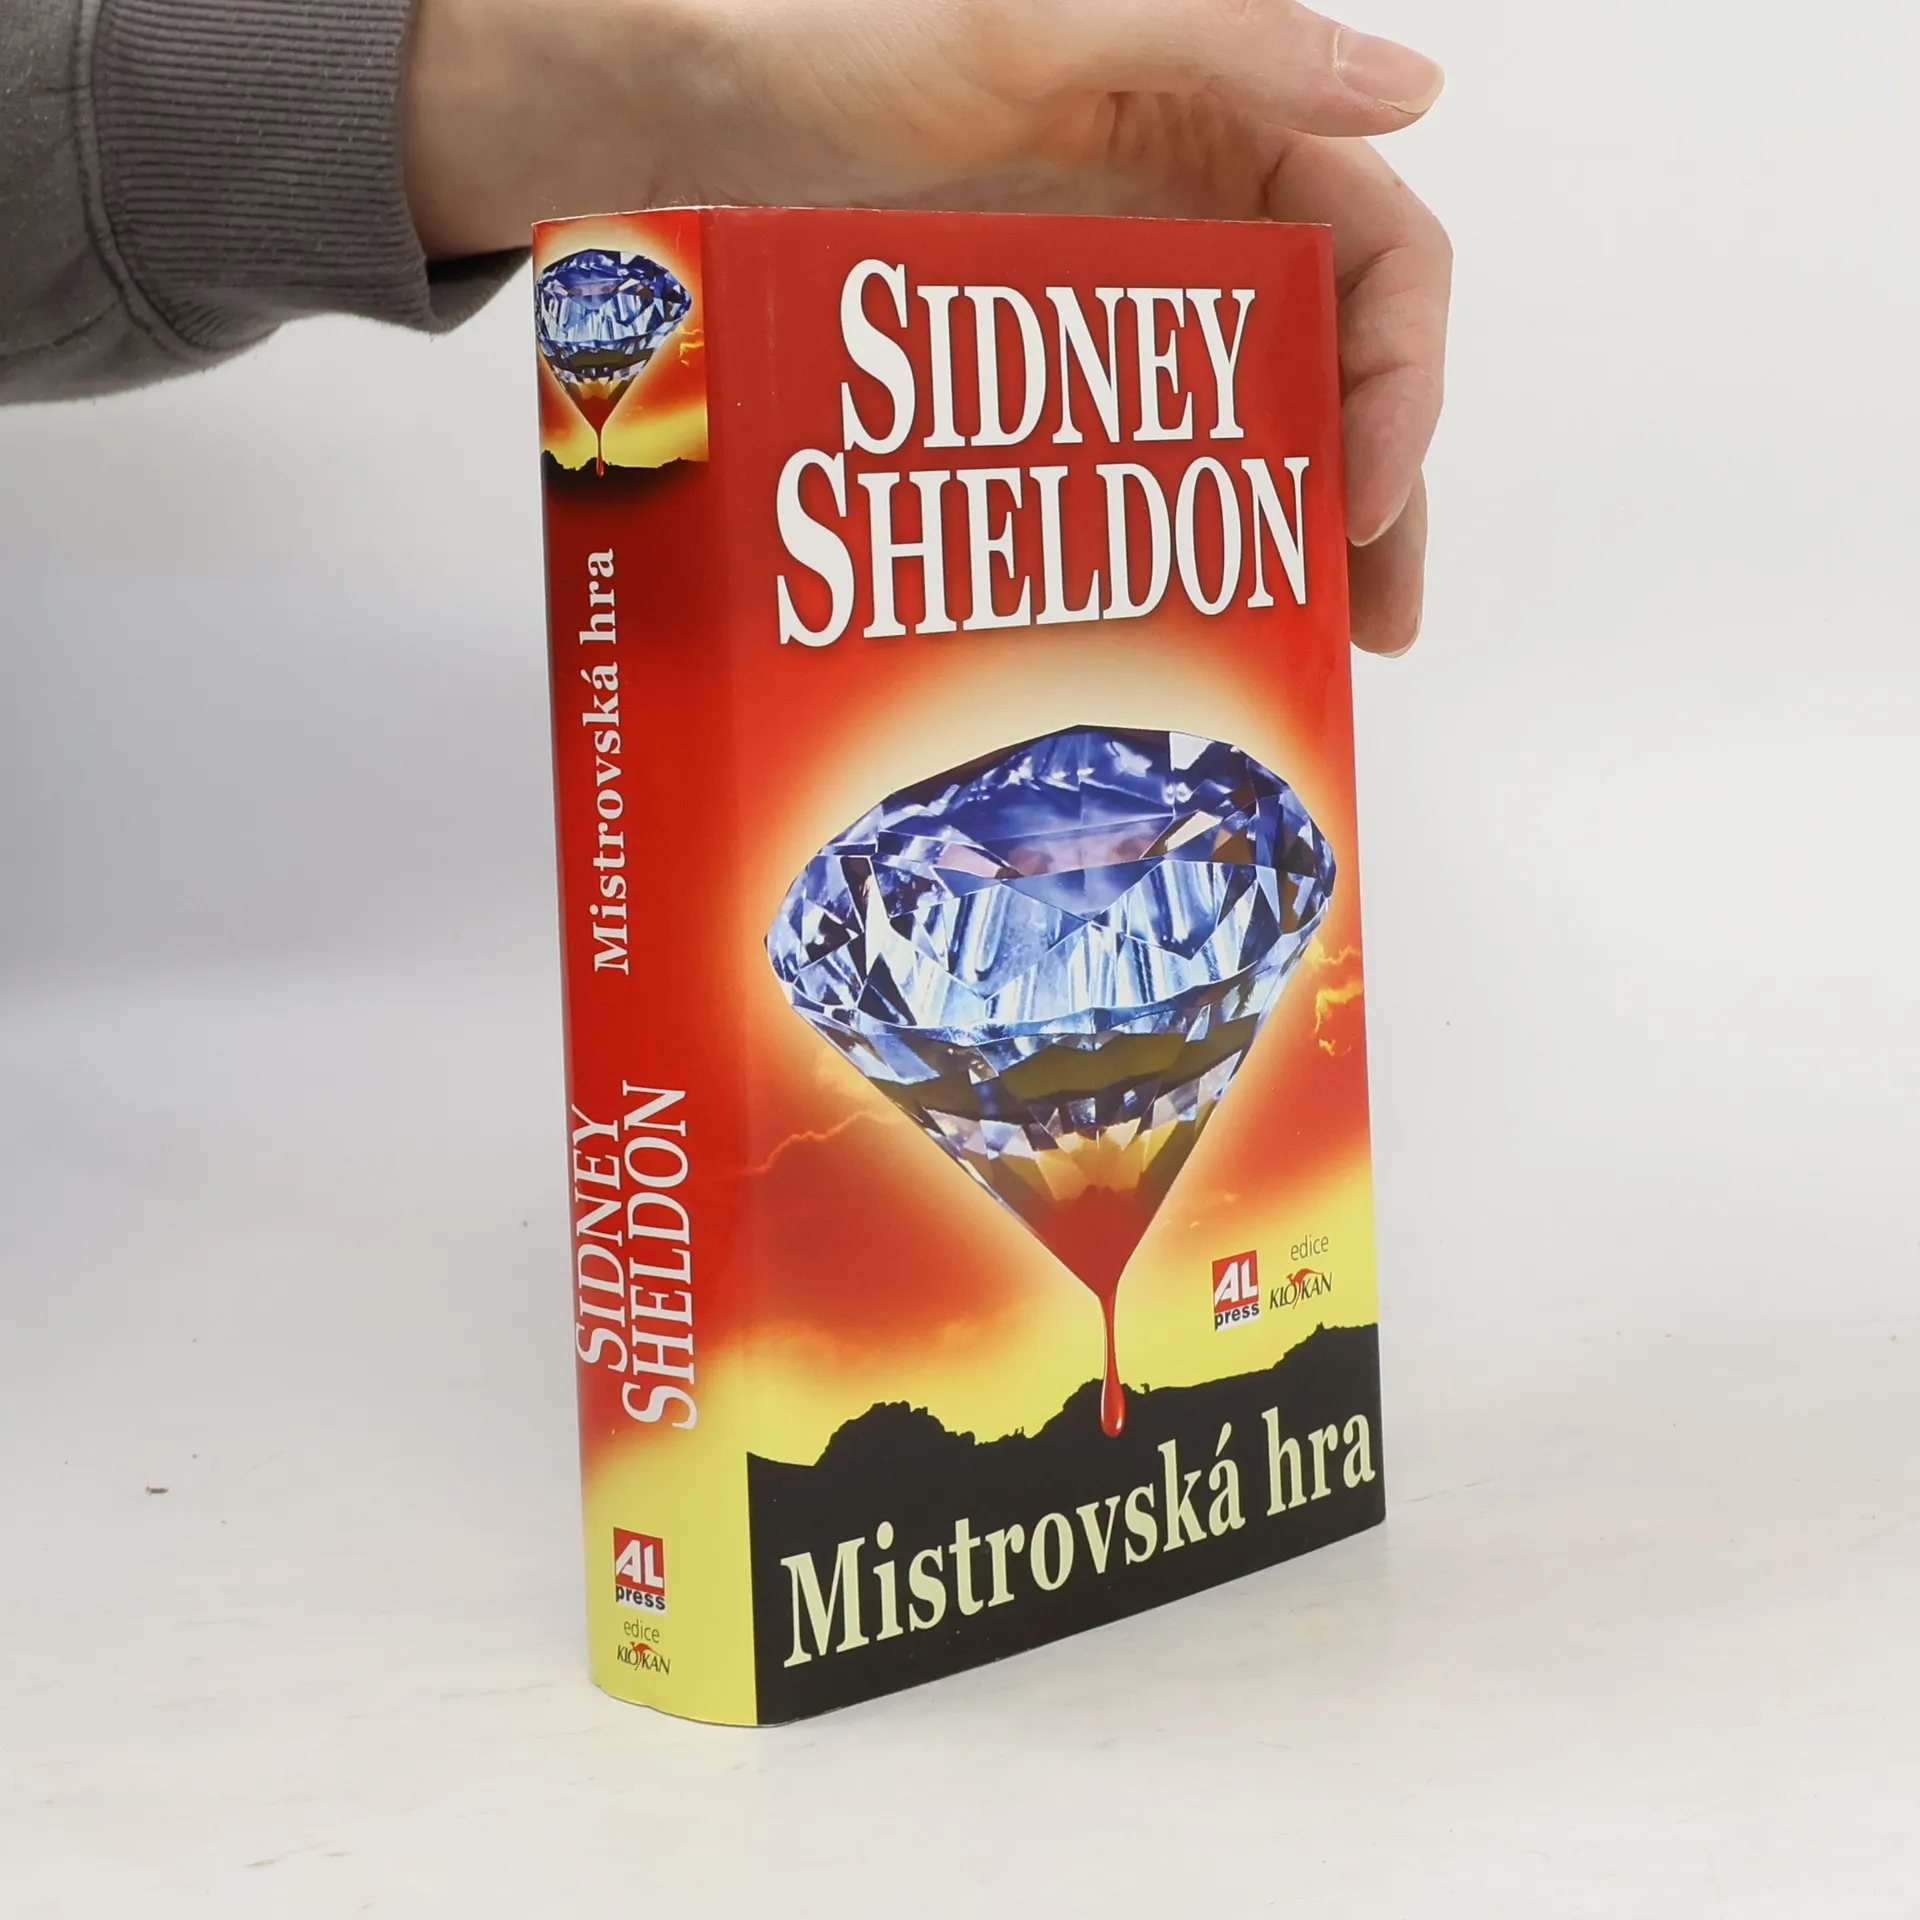 SIDNEY
SHELDON
AL
press
edice
KLOKAN
Mistrovská hra
Mistrovská hra
SIDNEY
SHELDON
AL
press
edice
KLOKAN